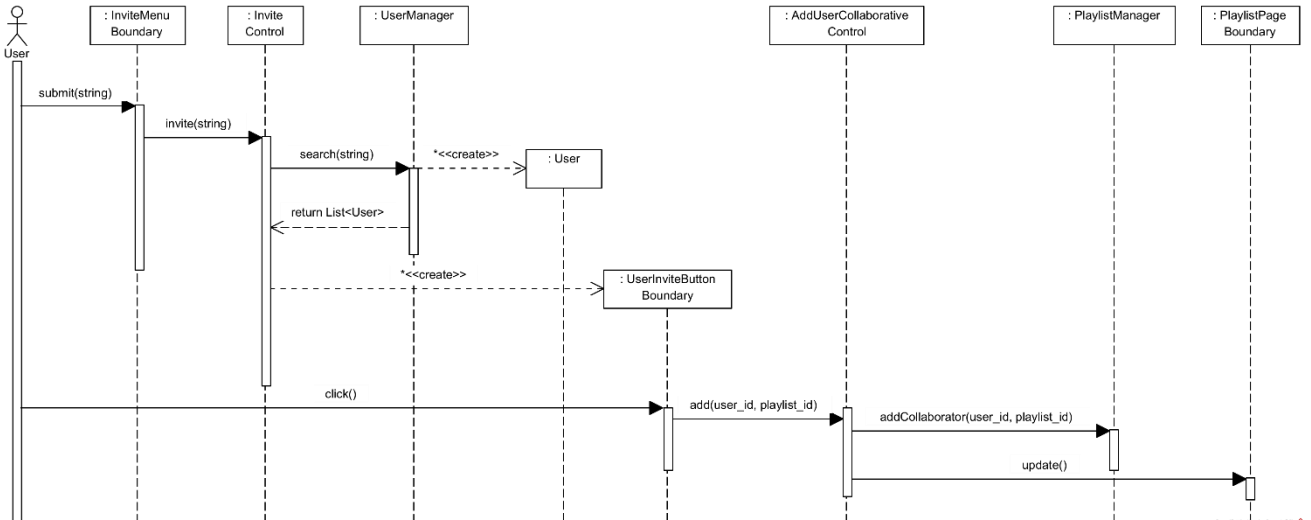 : InviteMenu
Boundary
: Invite
Control
: UserManager
: AddUserCollaborative
Control
: PlaylistManager
: PlaylistPage
Boundary
User
submit(string)
invite(string)
search(string)
*<<create>>
: User
return List<User>
*<<create>>
: UserInviteButton
Boundary
click()
add(user_id, playlist_id)
addCollaborator(user_id, playlist_id)
update()